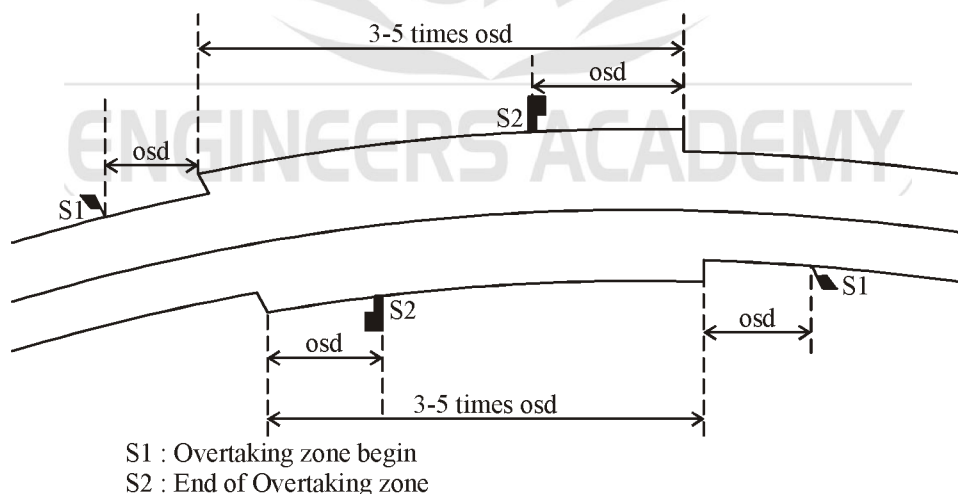 3-5 times osd
osd
S2
ENGINEERS ACADEMY
osd
S1
S1
S2
osd
osd
3-5 times osd
S1 : Overtaking zone begin
S2 : End of Overtaking zone